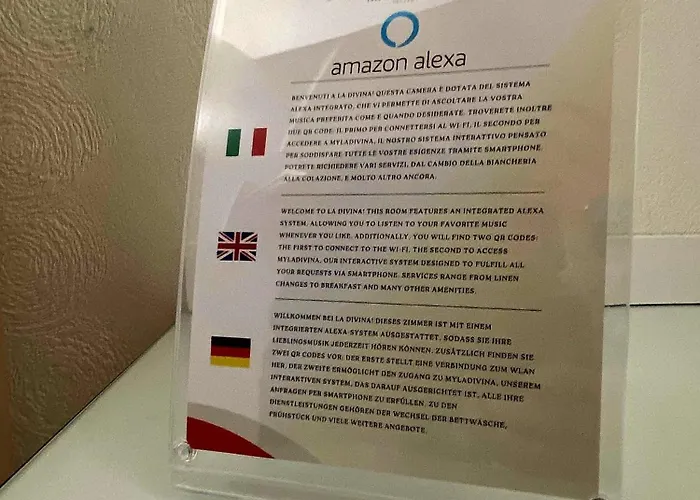 amazon alexa
BENVENUTI A LA DIVINA! QUESTA CAMERA È DOTATA DEL SISTEMA
ALEXA INTEGRATO, CHE VI PERMETTE DI ASCOLTARE LA VOSTRA
MUSICA PREFERITA COME E QUANDO DESIDERATE. TROVERETE INOLTRE
DUE QR CODE: IL PRIMO PER CONNETTERSI AL WI-FI, IL SECONDO PER
ACCEDERE A MYLADIVINA, IL NOSTRO SISTEMA INTERATTIVO PENSATO
PER SODDISFARE TUTTE LE VOSTRE ESIGENZE TRAMITE SMARTPHONE.
POTRETE RICHIEDERE VARI SERVIZI, DAL CAMBIO DELLA BIANCHERIA
ALLA COLAZIONE, E MOLTO ALTRO ANCORA.
WELCOME TO LA DIVINA! THIS ROOM FEATURES AN INTEGRATED ALEXA
SYSTEM, ALLOWING YOU TO LISTEN TO YOUR FAVORITE MUSIC
WHENEVER YOU LIKE. ADDITIONALLY, YOU WILL FIND TWO QR CODES:
THE FIRST TO CONNECT TO THE WI-FI, THE SECOND TO ACCESS
MYLADIVINA, OUR INTERACTIVE SYSTEM DESIGNED TO FULFILL ALL
YOUR REQUESTS VIA SMARTPHONE. SERVICES RANGE FROM LINEN
CHANGES TO BREAKFAST AND MANY OTHER AMENITIES.
WILLKOMMEN BEI LA DIVINA! DIESES ZIMMER IST MIT EINEM
INTEGRIERTEN ALEXA-SYSTEM AUSGESTATTET, SODASS SIE IHRE
LIEBLINGSMUSIK JEDERZEIT HÖREN KÖNNEN. ZUSÄTZLICH FINDEN SIE
ZWEI QR CODES VOR: DER ERSTE STELLT EINE VERBINDUNG ZUM WLAN
HER, DER ZWEITE ERMÖGLICHT DEN ZUGANG ZU MYLADIVINA, UNSEREM
INTERAKTIVEN SYSTEM, DAS DARAUF AUSGERICHTET IST, ALLE IHRE
ANFRAGEN PER SMARTPHONE ZU ERFÜLLEN. ZU DEN
DIENSTLEISTUNGEN GEHÖREN DER WECHSEL DER BETTWÄSCHE,
FRÜHSTÜCK UND VIELE WEITERE ANGEBOTE.